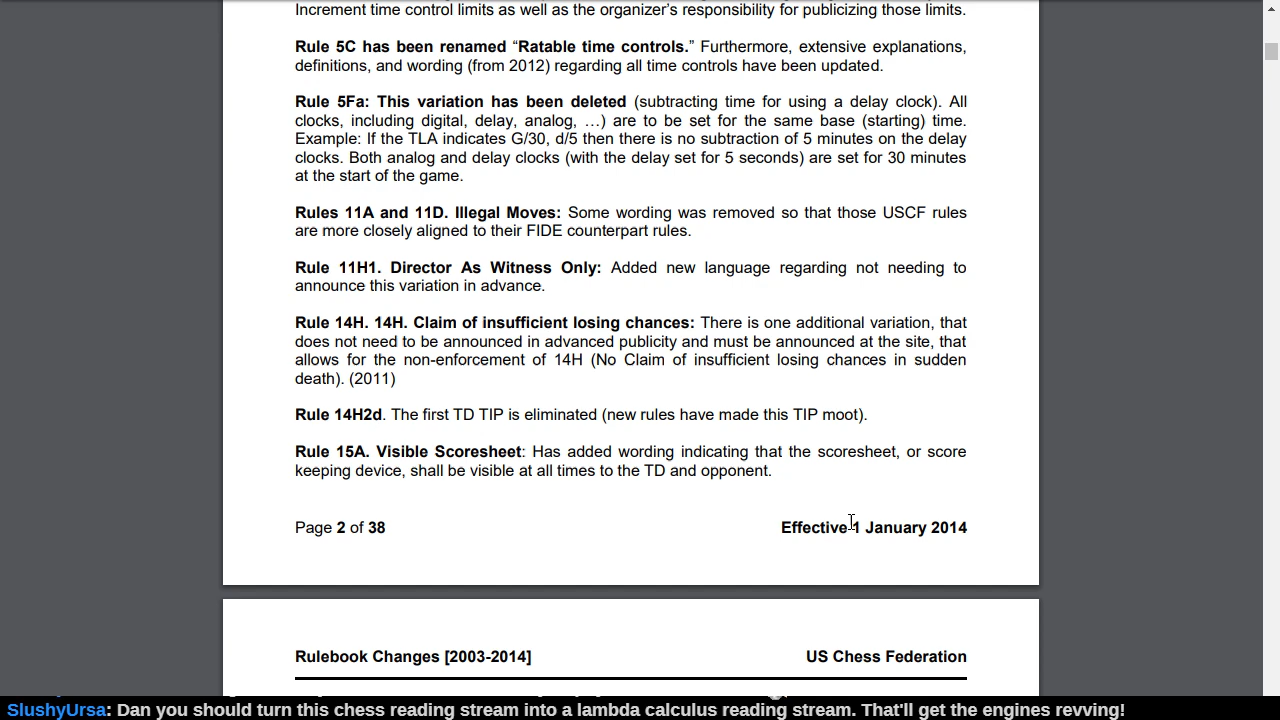 Increment time control limits as well as the organizer’s responsibility for publicizing those limits.
Rule 5C has been renamed “Ratable time controls.” Furthermore, extensive explanations,
definitions, and wording (from 2012) regarding all time controls have been updated.
Rule 5Fa: This variation has been deleted (subtracting time for using a delay clock). All
clocks, including digital, delay, analog, …) are to be set for the same base (starting) time.
Example: If the TLA indicates G/30, d/5 then there is no subtraction of 5 minutes on the delay
clocks. Both analog and delay clocks (with the delay set for 5 seconds) are set for 30 minutes
at the start of the game.
Rules 11A and 11D. Illegal Moves: Some wording was removed so that those USCF rules
are more closely aligned to their FIDE counterpart rules.
Rule 11H1. Director As Witness Only: Added new language regarding not needing to
announce this variation in advance.
Rule 14H. 14H. Claim of insufficient losing chances: There is one additional variation, that
does not need to be announced in advanced publicity and must be announced at the site, that
allows for the non-enforcement of 14H (No Claim of insufficient losing chances in sudden
death). (2011)
Rule 14H2d. The first TD TIP is eliminated (new rules have made this TIP moot).
Rule 15A. Visible Scoresheet: Has added wording indicating that the scoresheet, or score
keeping device, shall be visible at all times to the TD and opponent.
Page 2 of 38 Effective 1 January 2014
Rulebook Changes [2003-2014] US Chess Federation
SlushyUrsa: Dan you should turn this chess reading stream into a lambda calculus reading stream. That'll get the engines revving!